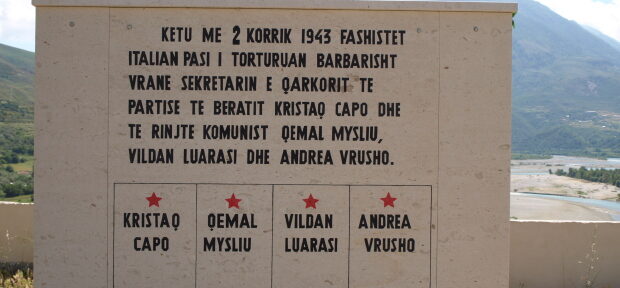 KETU ME 2 KORRIK 1943 FASHISTET
ITALIAN PASI I TORTURUAN BARBARISHT
VRANE SEKRETARIN E QARKORIT TE
PARTISE TE BERATIT KRISTAQ CAPO DHE
TE RINJTE KOMUNIST QEMAL MYSLIU,
VILDAN LUARASI DHE ANDREA VRUSHO.
KRISTAQ
CAPO
QEMAL
MYSLIU
VILDAN
LUARASI
ANDREA
VRUSHO